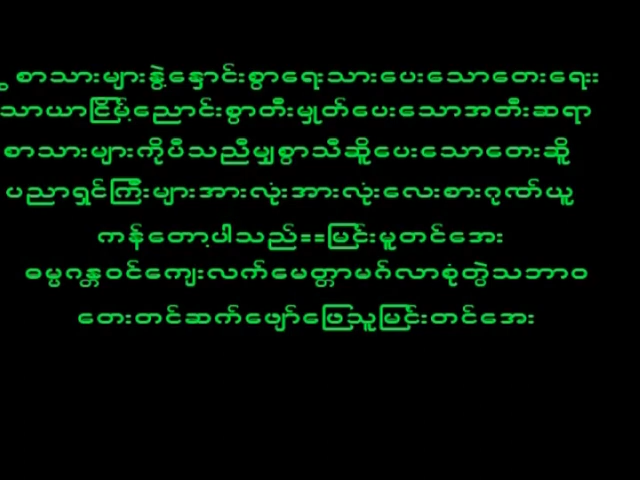 စာသားများနွဲ့နှောင်းစွာရေးသားပေးသောတေးရေး
သာယာငြိမ့်ညောင်းစွာတီးမှုတ်ပေးသောအတီးဆရာ
စာသားများကိုပီသညီမျှစွာသီဆိူပေးသောတေးဆိူ
ပညာရှင်ကြီးများအားလုံးအားလုံးလေးစားဂုဏ်ယူ
ကန်တော့ပါသည်==မြင်းမူတင်အေး
ဓမ္မဂန္တဝင်ကျေးလက်မေတ္တာမဂ်လာစုံတွဲသဘာဝ
တေးတင်ဆက်ဖျော်ဖြေသူမြင်းတင်အေး